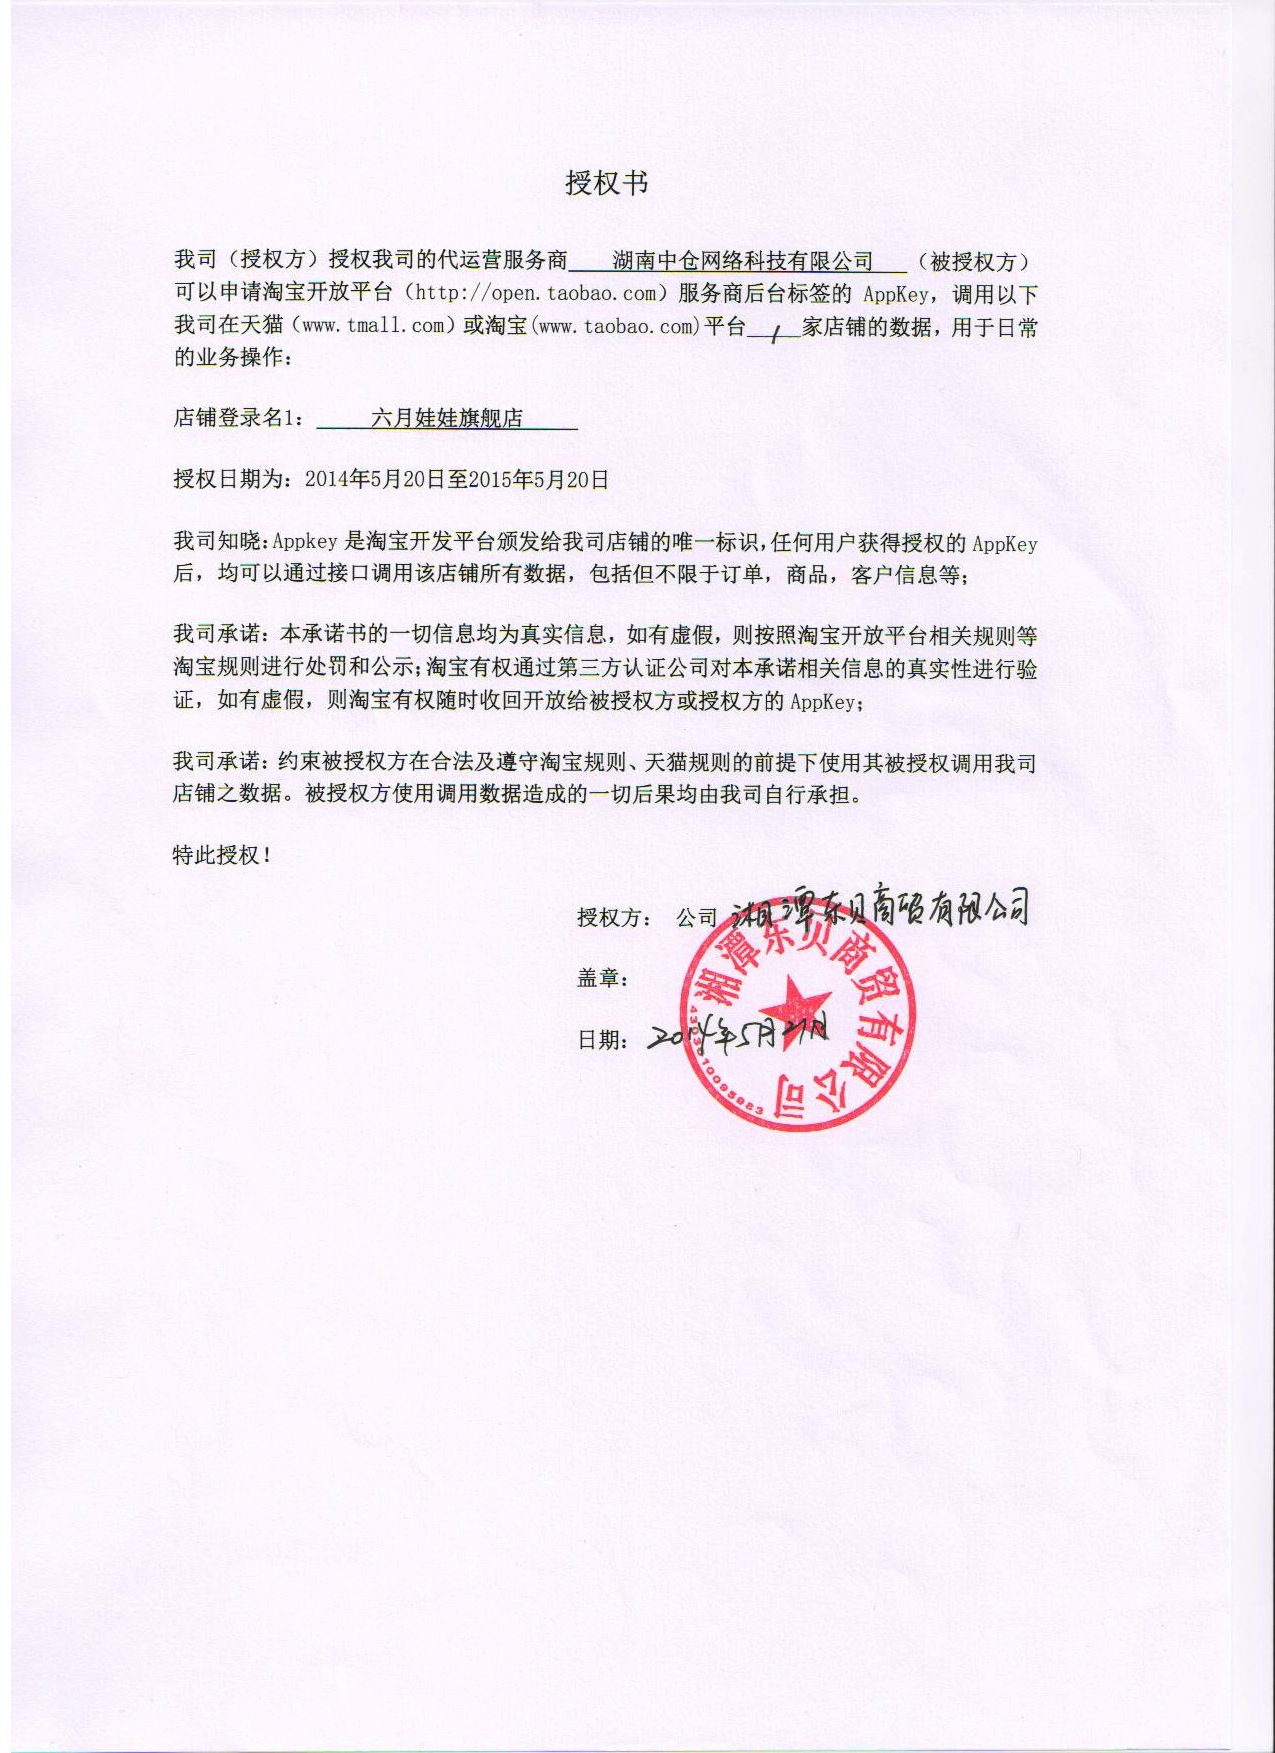 授权书
我司（授权方）授权我司的代运营服务商 湖南中仓网络科技有限公司 （被授权方）
可以申请淘宝开放平台（http://open.taobao.com）服务商后台标签的 AppKey，调用以下
我司在天猫（www.tmall.com）或淘宝(www.taobao.com)平台 1 家店铺的数据，用于日常
的业务操作：
店铺登录名1： 六月娃娃旗舰店
授权日期为：2014年5月20日至2015年5月20日
我司知晓：Appkey 是淘宝开发平台颁发给我司店铺的唯一标识，任何用户获得授权的 AppKey
后，均可以通过接口调用该店铺所有数据，包括但不限于订单，商品，客户信息等；
我司承诺：本承诺书的一切信息均为真实信息，如有虚假，则按照淘宝开放平台相关规则等
淘宝规则进行处罚和公示；淘宝有权通过第三方认证公司对本承诺相关信息的真实性进行验
证，如有虚假，则淘宝有权随时收回开放给被授权方或授权方的 AppKey；
我司承诺：约束被授权方在合法及遵守淘宝规则、天猫规则的前提下使用其被授权调用我司
店铺之数据。被授权方使用调用数据造成的一切后果均由我司自行承担。
特此授权！
授权方： 公司 湘潭东贝商贸有限公司
盖章：
日期： 2014年5月21日
湘潭东贝商贸有限公司